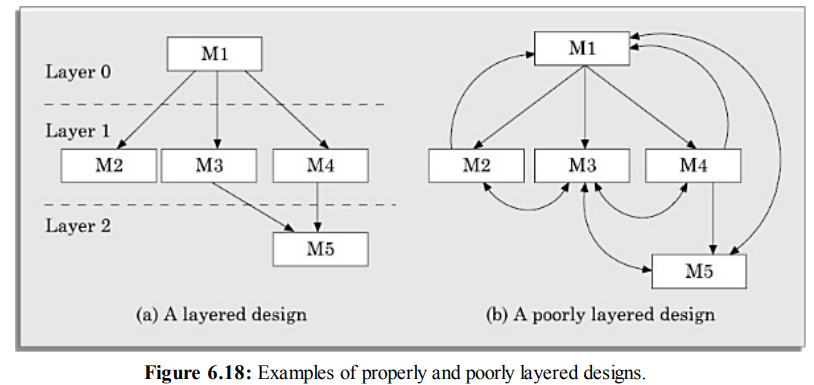 M1
Layer 0
Layer 1
M2 M3 M4
Layer 2
M5
(a) A layered design
M1
M2 M3 M4
M5
(b) A poorly layered design
Figure 6.18: Examples of properly and poorly layered designs.